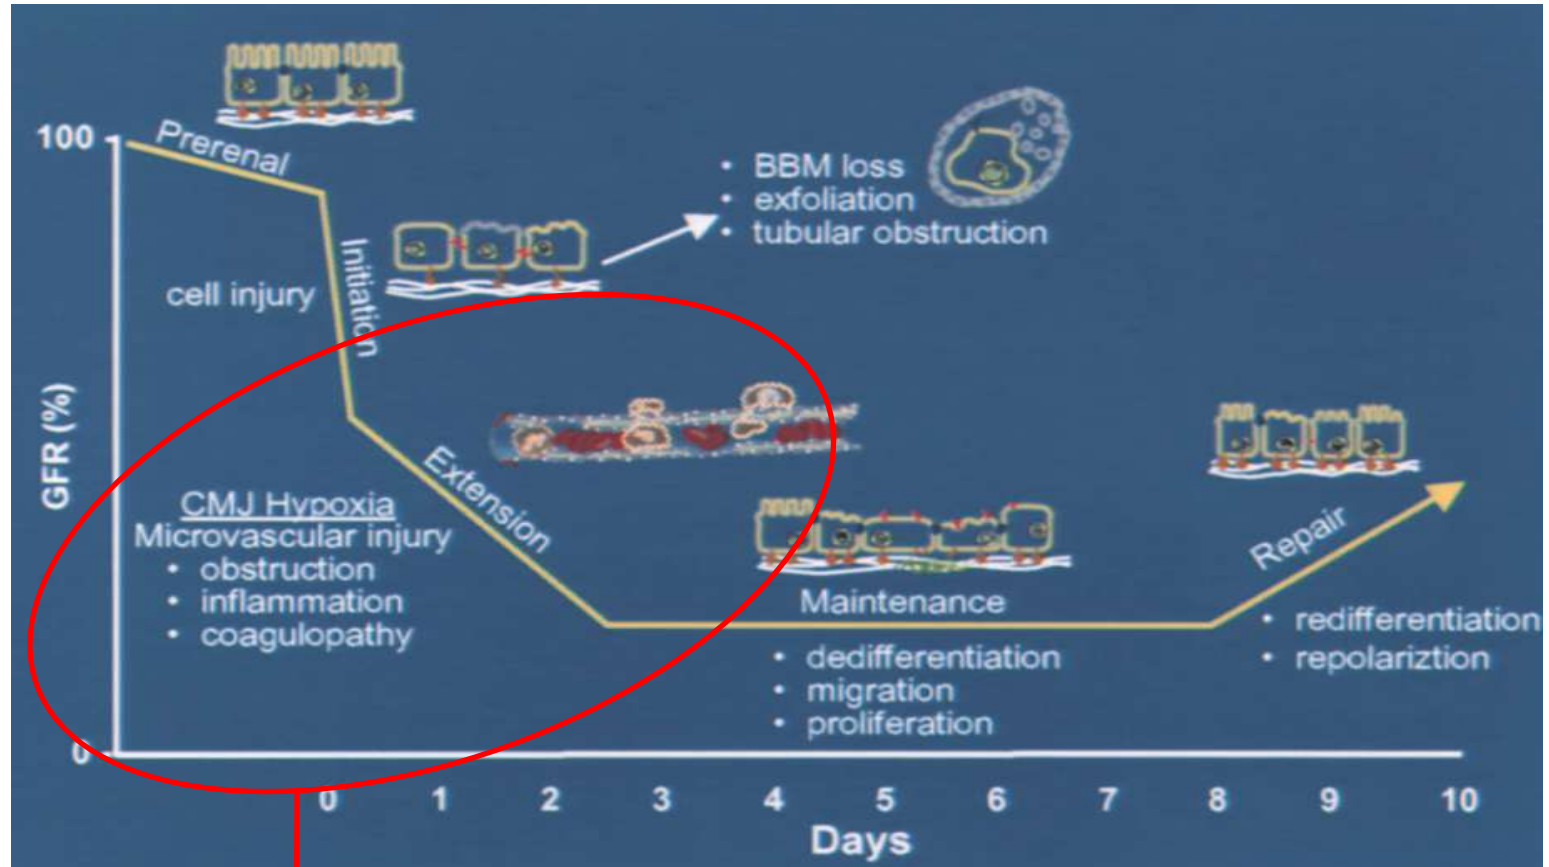 100
Prerenal
• BBM loss
• exfoliation
• tubular obstruction
Initiation
cell injury
GFR (%)
Extension
CMJ Hypoxia
Microvascular injury
• obstruction
• inflammation
• coagulopathy
Maintenance
• dedifferentiation
• migration
• proliferation
Repair
• redifferentiation
• repolariztion
0
0 1 2 3 4 5 6 7 8 9 10
Days